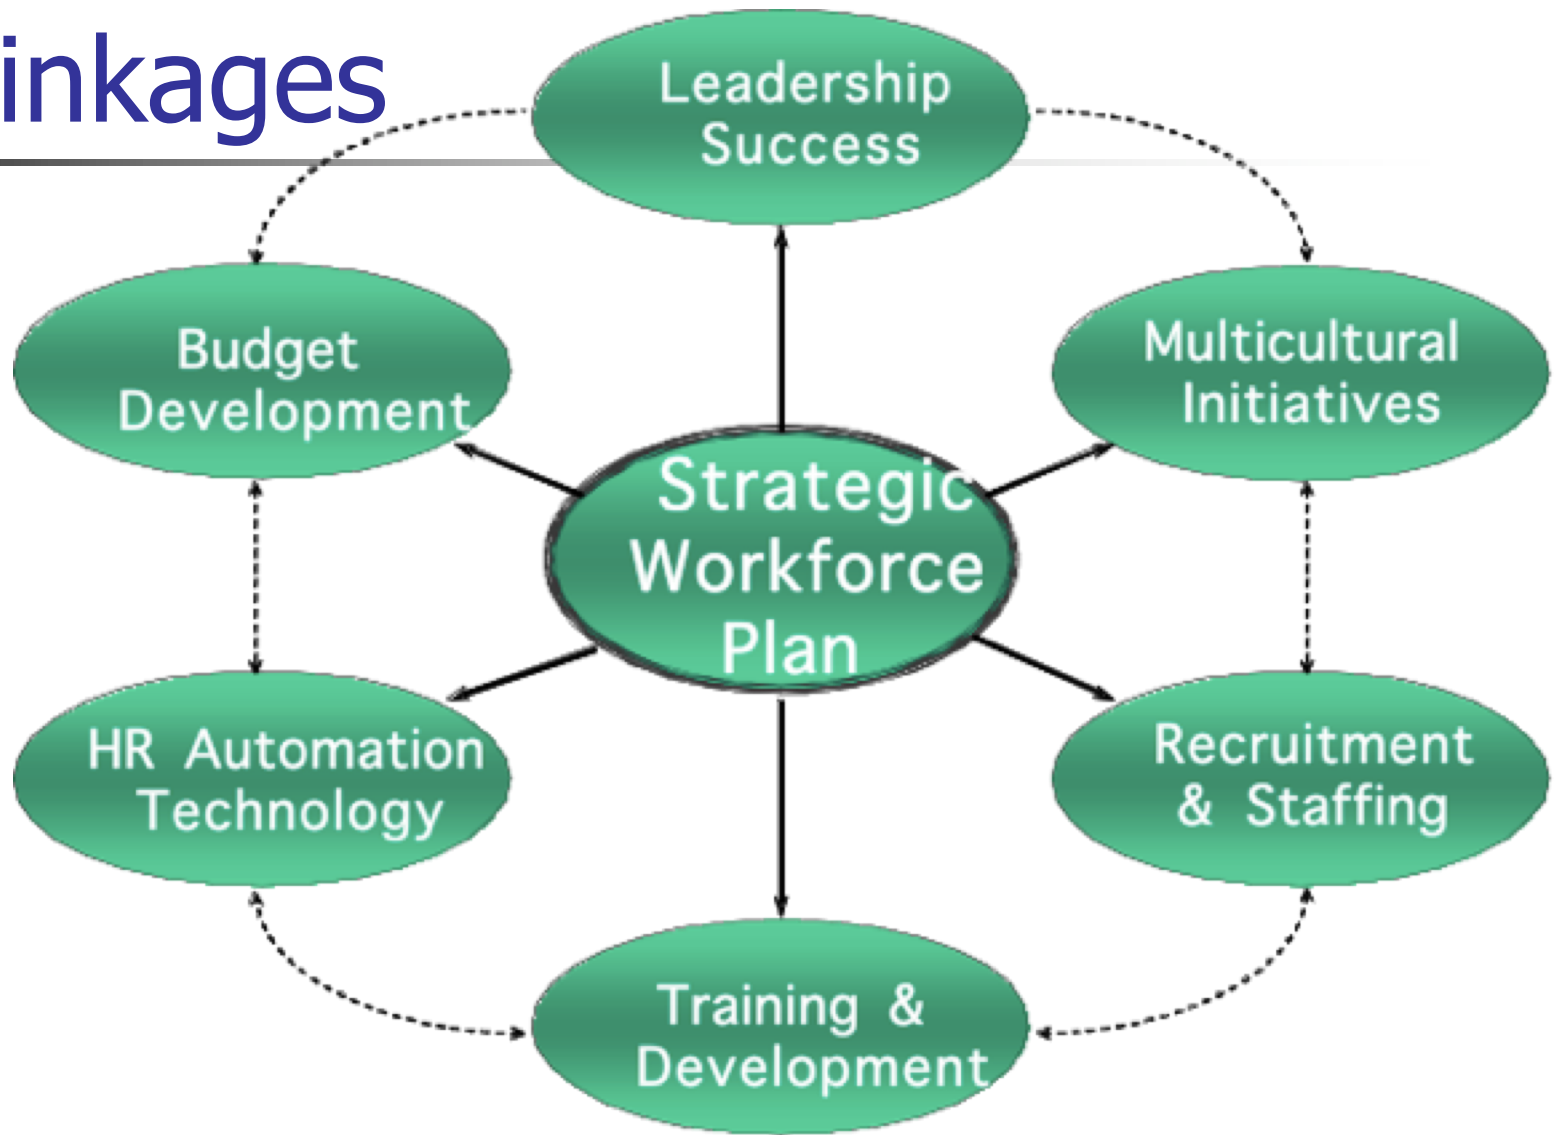 inkages
Leadership
Success
Budget
Development
Multicultural
Initiatives
Strategic
Workforce
Plan
HR Automation
Technology
Recruitment
& Staffing
Training &
Development